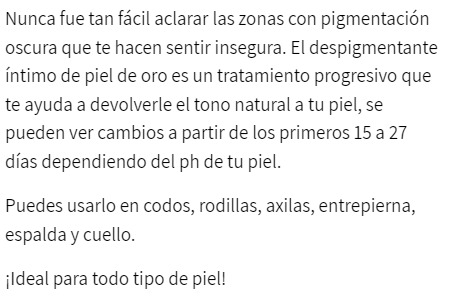 Nunca fue tan fácil aclarar las zonas con pigmentación
oscura que te hacen sentir insegura. El despigmentante
íntimo de piel de oro es un tratamiento progresivo que
te ayuda a devolverle el tono natural a tu piel, se
pueden ver cambios a partir de los primeros 15 a 27
días dependiendo del ph de tu piel.
Puedes usarlo en codos, rodillas, axilas, entrepierna,
espalda y cuello.
¡Ideal para todo tipo de piel!